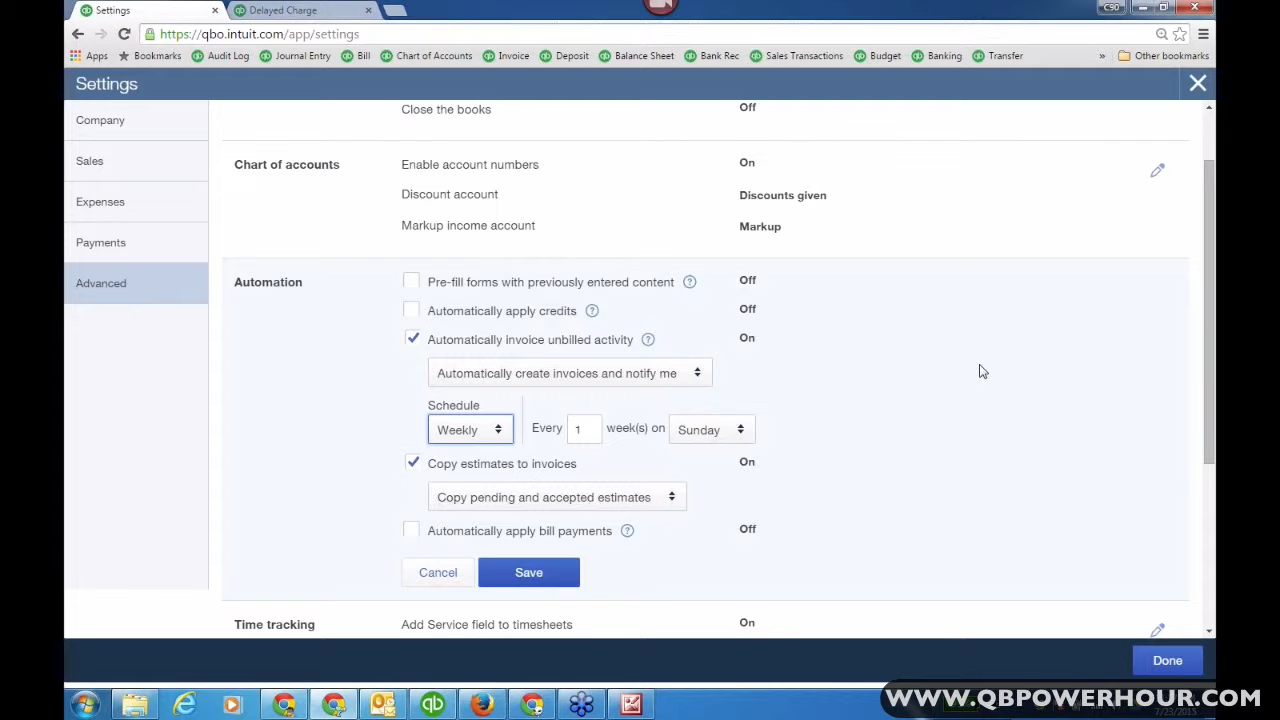 Settings
Delayed Charge
CSO
https://qbo.intuit.com/app/settings
Apps
Bookmarks
Audit Log
Journal Entry
Bill
Chart of Accounts
Invoice
Deposit
Balance Sheet
Bank Rec
Sales Transactions
Budget
Banking
Transfer
»
Other bookmarks
Settings
Company
Sales
Expenses
Payments
Advanced
Close the books Off
Chart of accounts Enable account numbers On
Discount account Discounts given
Markup income account Markup
Automation Pre-fill forms with previously entered content ? Off
Automatically apply credits ? Off
Automatically invoice unbilled activity ? On
Automatically create invoices and notify me
Schedule
Weekly Every 1 week(s) on Sunday
Copy estimates to invoices On
Copy pending and accepted estimates
Automatically apply bill payments ? Off
Cancel Save
Time tracking Add Service field to timesheets On
Done
WWW.QBPOWERHOUR.COM
7/23/2015